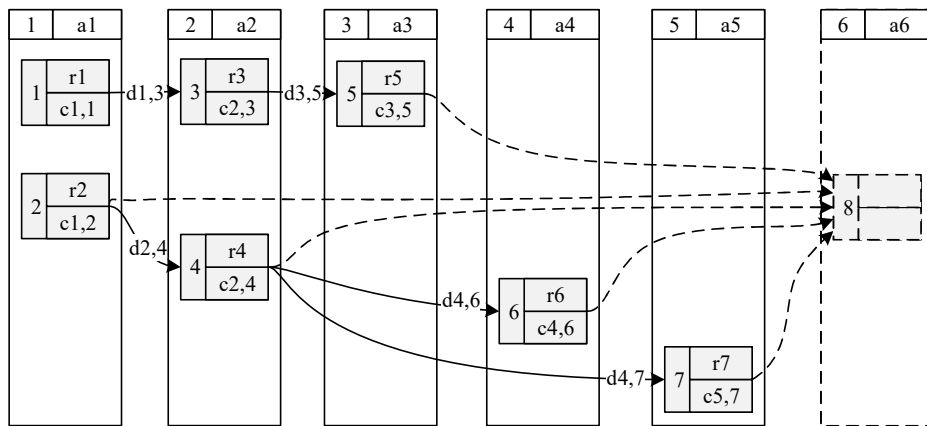 1 a1 2 a2 3 a3 4 a4 5 a5 6 a6
1 r1 c1,1
d1,3
3 r3 c2,3
d3,5
5 r5 c3,5
2 r2 c1,2
d2,4
4 r4 c2,4
8
d4,6
6 r6 c4,6
d4,7
7 r7 c5,7